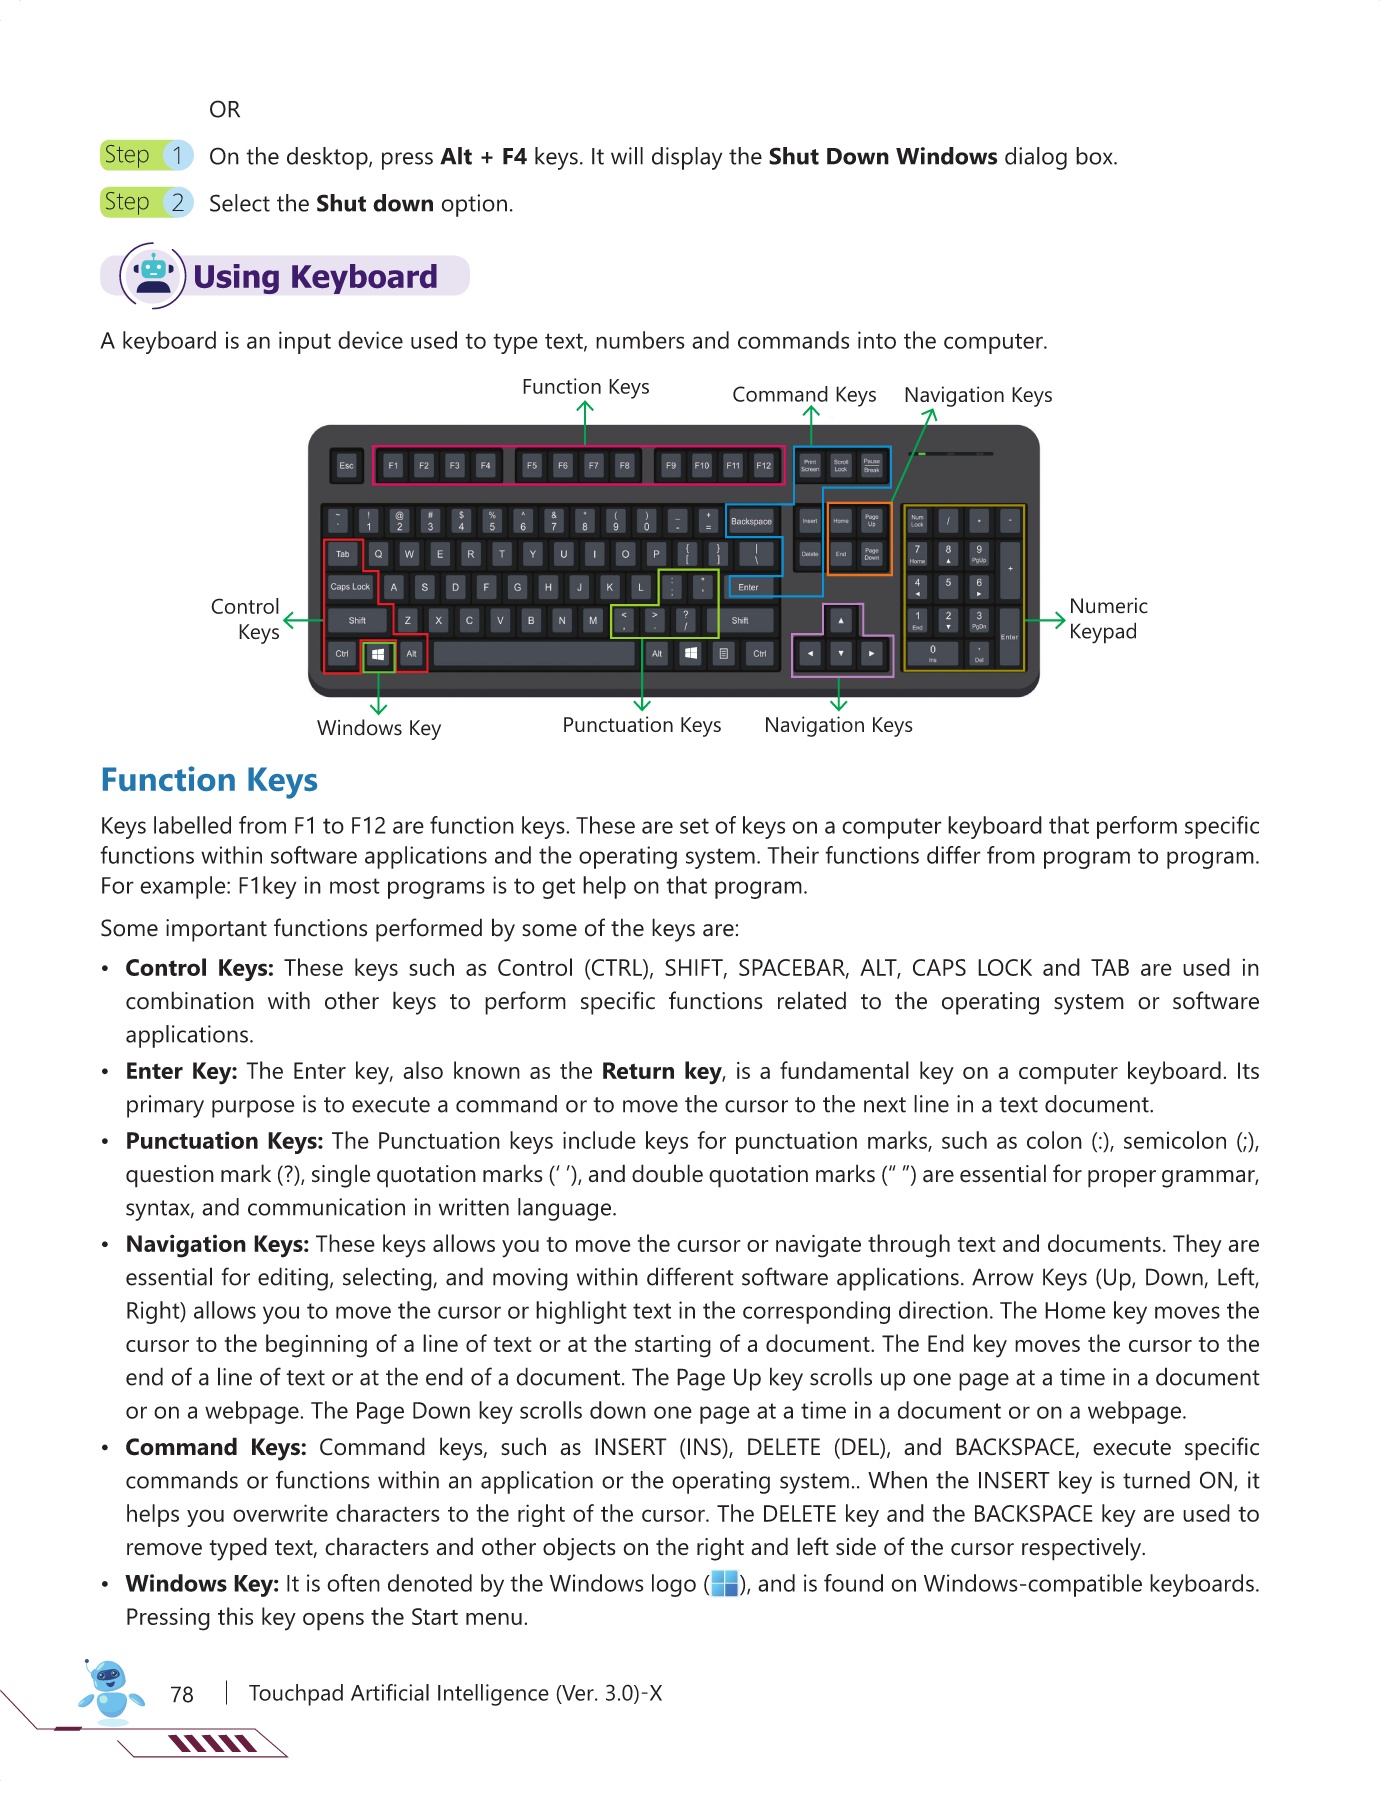 OR
Step 1 On the desktop, press Alt + F4 keys. It will display the Shut Down Windows dialog box.
Step 2 Select the Shut down option.
Using Keyboard
A keyboard is an input device used to type text, numbers and commands into the computer.
Function Keys
Command Keys Navigation Keys
Esc F1 F2 F3 F4 F5 F6 F7 F8 F9 F10 F11 F12 Print Screen Scroll Lock Pause Break
~ ` ! 1 @ 2 # 3 $ 4 % 5 ^ 6 & 7 * 8 ( 9 ) 0 _ - + = Backspace Insert Home Page Up Num Lock / * -
Tab Q W E R T Y U I O P { [ } ] | \ Delete End Page Down 7 Home 8 ▲ 9 PgUp +
Caps Lock A S D F G H J K L : ; " ' Enter 4 ◄ 5 6 ►
Shift Z X C V B N M < , > . ? / Shift ▲ 1 End 2 ▼ 3 PgDn Enter
Ctrl Alt Alt Ctrl ◄ ▼ ► 0 Ins . Del
Control
Keys
Numeric
Keypad
Windows Key Punctuation Keys Navigation Keys
Function Keys
Keys labelled from F1 to F12 are function keys. These are set of keys on a computer keyboard that perform specific
functions within software applications and the operating system. Their functions differ from program to program.
For example: F1key in most programs is to get help on that program.
Some important functions performed by some of the keys are:
• Control Keys: These keys such as Control (CTRL), SHIFT, SPACEBAR, ALT, CAPS LOCK and TAB are used in
combination with other keys to perform specific functions related to the operating system or software
applications.
• Enter Key: The Enter key, also known as the Return key, is a fundamental key on a computer keyboard. Its
primary purpose is to execute a command or to move the cursor to the next line in a text document.
• Punctuation Keys: The Punctuation keys include keys for punctuation marks, such as colon (:), semicolon (;),
question mark (?), single quotation marks (‘ ’), and double quotation marks (“ ”) are essential for proper grammar,
syntax, and communication in written language.
• Navigation Keys: These keys allows you to move the cursor or navigate through text and documents. They are
essential for editing, selecting, and moving within different software applications. Arrow Keys (Up, Down, Left,
Right) allows you to move the cursor or highlight text in the corresponding direction. The Home key moves the
cursor to the beginning of a line of text or at the starting of a document. The End key moves the cursor to the
end of a line of text or at the end of a document. The Page Up key scrolls up one page at a time in a document
or on a webpage. The Page Down key scrolls down one page at a time in a document or on a webpage.
• Command Keys: Command keys, such as INSERT (INS), DELETE (DEL), and BACKSPACE, execute specific
commands or functions within an application or the operating system.. When the INSERT key is turned ON, it
helps you overwrite characters to the right of the cursor. The DELETE key and the BACKSPACE key are used to
remove typed text, characters and other objects on the right and left side of the cursor respectively.
• Windows Key: It is often denoted by the Windows logo ( ), and is found on Windows-compatible keyboards.
Pressing this key opens the Start menu.
78 | Touchpad Artificial Intelligence (Ver. 3.0)-X